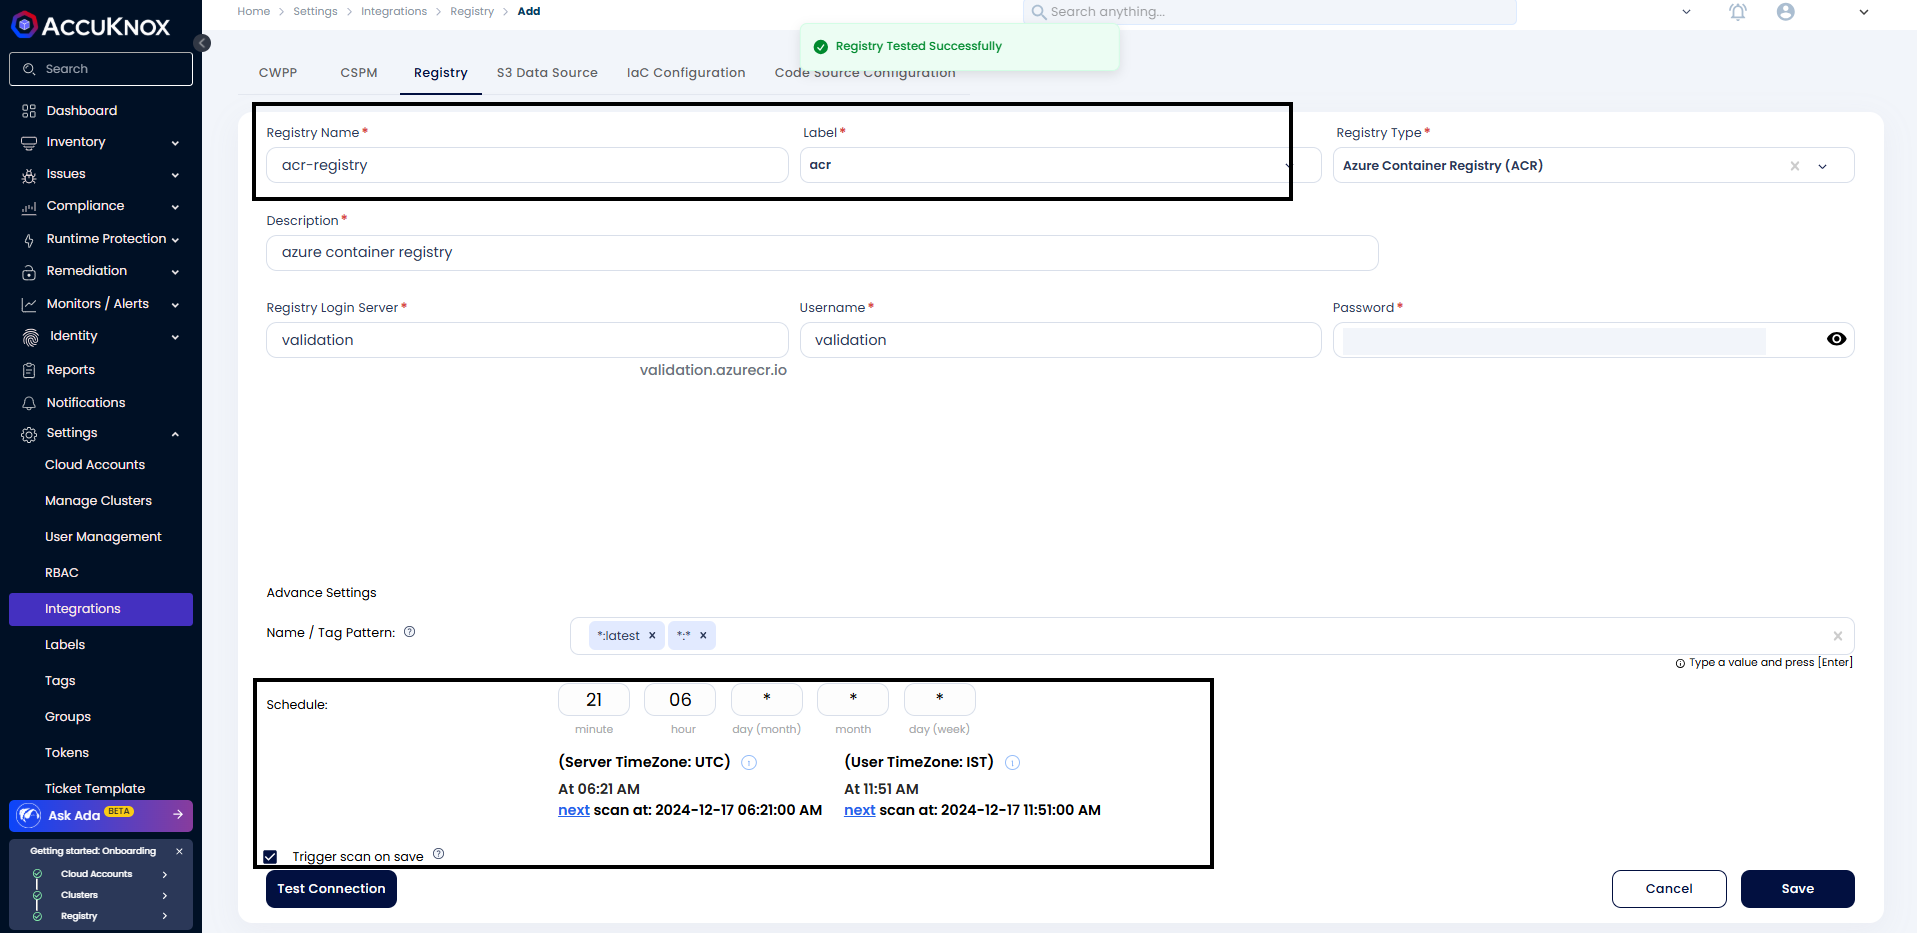 ACCUKNOX
Search
Dashboard
Inventory
Issues
Compliance
Runtime Protection
Remediation
Monitors / Alerts
Identity
Reports
Notifications
Settings
Cloud Accounts
Manage Clusters
User Management
RBAC
Integrations
Labels
Tags
Groups
Tokens
Ticket Template
Ask Ada BETA
Getting started: Onboarding
Cloud Accounts
Clusters
Registry
Home > Settings > Integrations > Registry > Add
Search anything...
Registry Tested Successfully
CWPP CSPM Registry S3 Data Source IaC Configuration Code Source Configuration
Registry Name * Label * Registry Type *
acr-registry acr Azure Container Registry (ACR)
Description *
azure container registry
Registry Login Server * Username * Password *
validation validation
validation.azurecr.io
Advance Settings
Name / Tag Pattern: *:latest × *:* ×
Type a value and press [Enter]
Schedule: 21 06 * * *
minute hour day (month) month day (week)
(Server TimeZone: UTC) (User TimeZone: IST)
At 06:21 AM At 11:51 AM
next scan at: 2024-12-17 06:21:00 AM next scan at: 2024-12-17 11:51:00 AM
Trigger scan on save
Test Connection Cancel Save